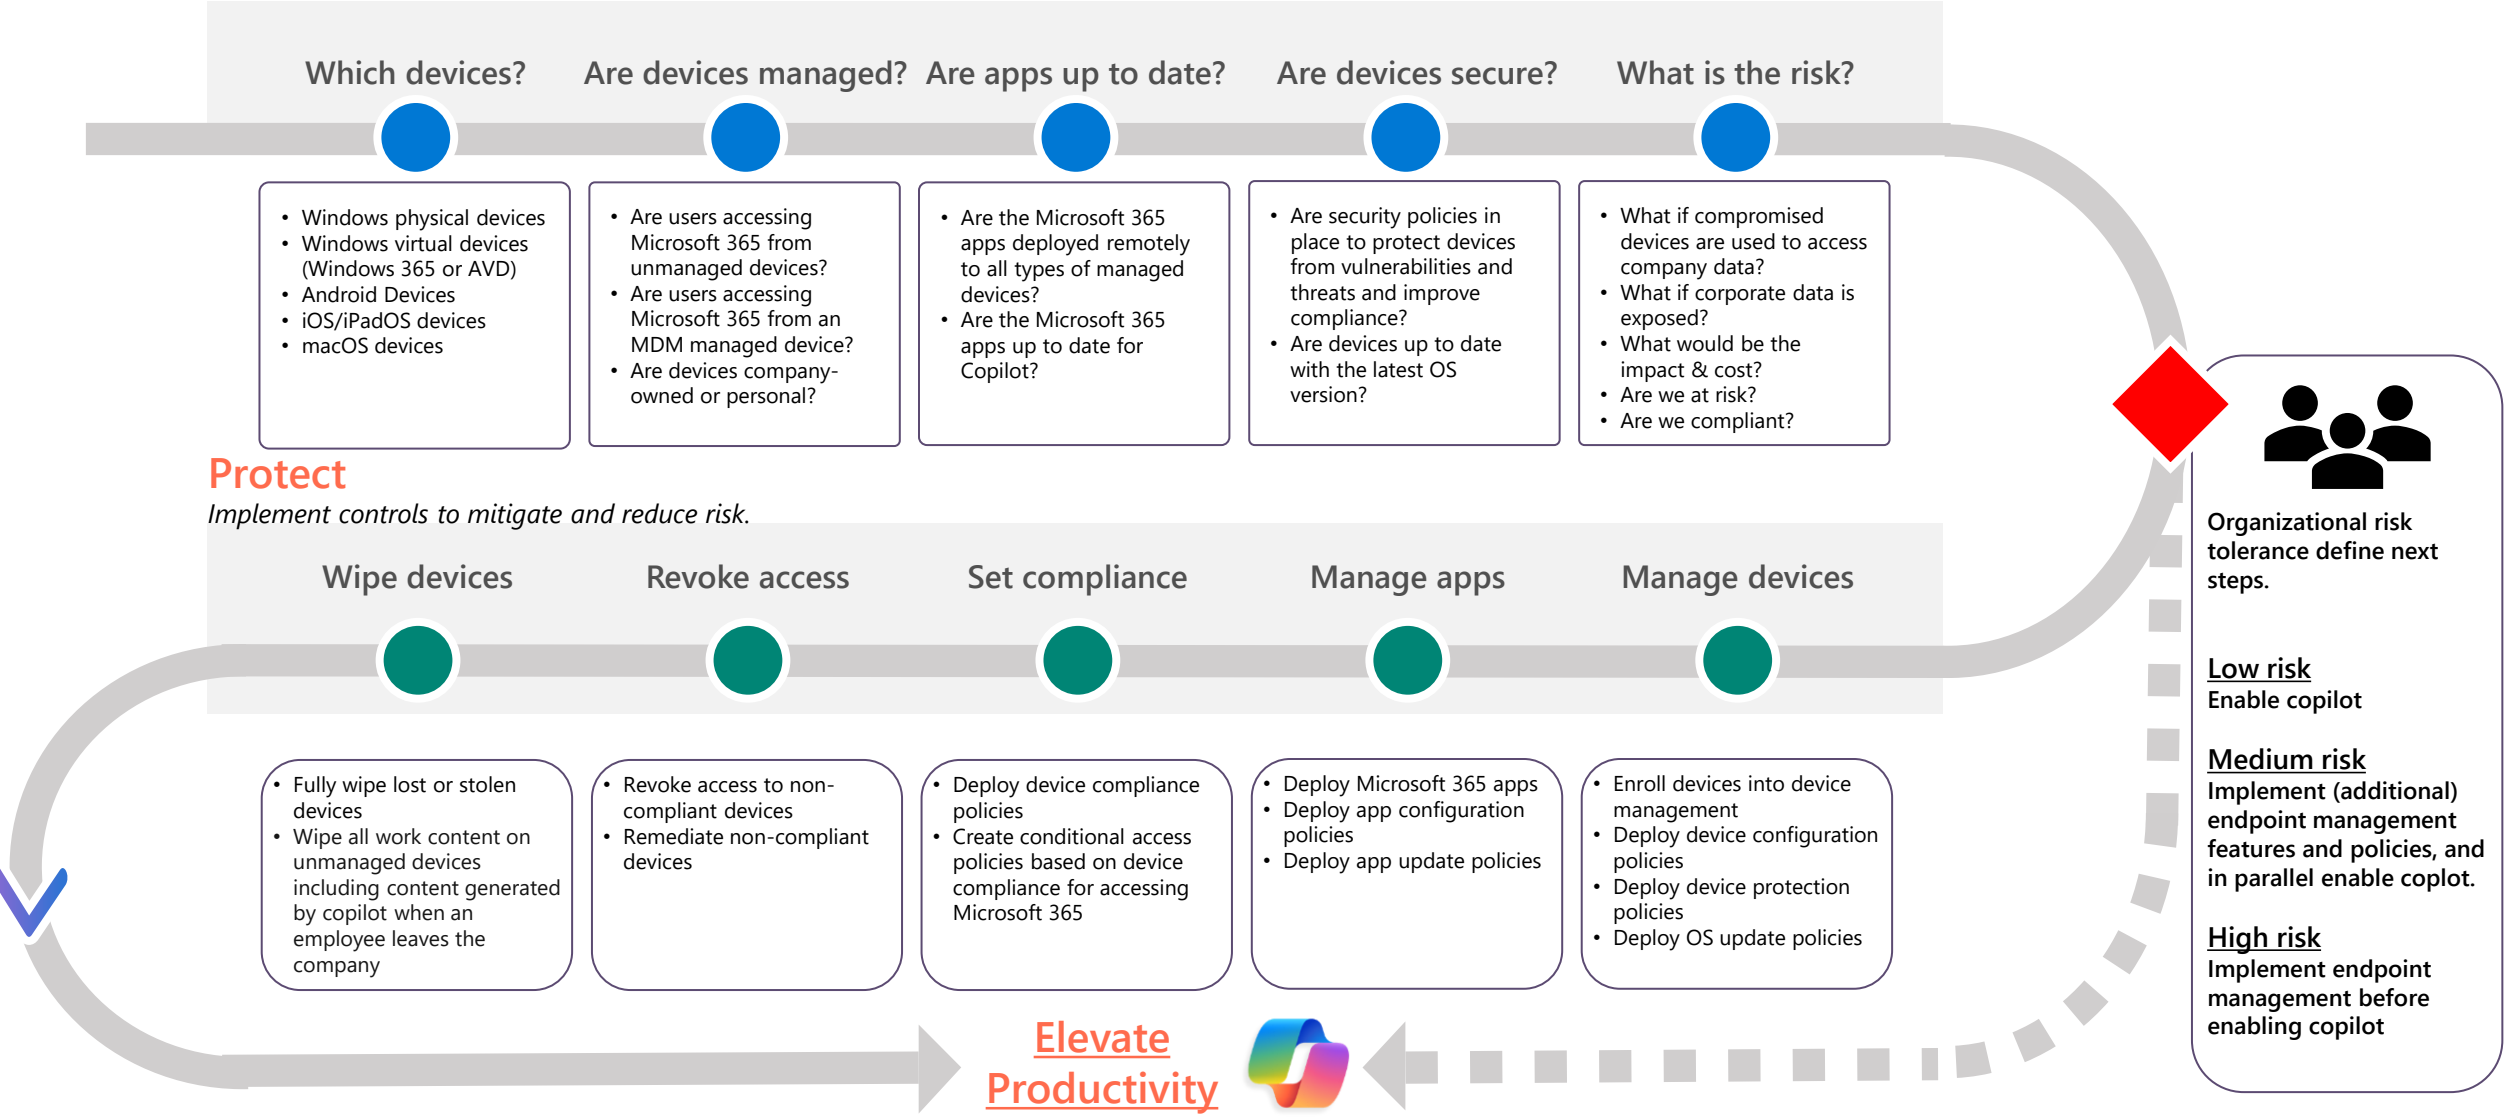 Which devices?
Are devices managed?
Are apps up to date?
Are devices secure?
What is the risk?
• Windows physical devices
• Windows virtual devices
(Windows 365 or AVD)
• Android Devices
• iOS/iPadOS devices
• macOS devices
• Are users accessing
Microsoft 365 from
unmanaged devices?
• Are users accessing
Microsoft 365 from an
MDM managed device?
• Are devices company-
owned or personal?
• Are the Microsoft 365
apps deployed remotely
to all types of managed
devices?
• Are the Microsoft 365
apps up to date for
Copilot?
• Are security policies in
place to protect devices
from vulnerabilities and
threats and improve
compliance?
• Are devices up to date
with the latest OS
version?
• What if compromised
devices are used to access
company data?
• What if corporate data is
exposed?
• What would be the
impact & cost?
• Are we at risk?
• Are we compliant?
Organizational risk
tolerance define next
steps.
Low risk
Enable copilot
Medium risk
Implement (additional)
endpoint management
features and policies, and
in parallel enable coplot.
High risk
Implement endpoint
management before
enabling copilot
Protect
Implement controls to mitigate and reduce risk.
Wipe devices
Revoke access
Set compliance
Manage apps
Manage devices
• Fully wipe lost or stolen
devices
• Wipe all work content on
unmanaged devices
including content generated
by copilot when an
employee leaves the
company
• Revoke access to non-
compliant devices
• Remediate non-compliant
devices
• Deploy device compliance
policies
• Create conditional access
policies based on device
compliance for accessing
Microsoft 365
• Deploy Microsoft 365 apps
• Deploy app configuration
policies
• Deploy app update policies
• Enroll devices into device
management
• Deploy device configuration
policies
• Deploy device protection
policies
• Deploy OS update policies
Elevate
Productivity